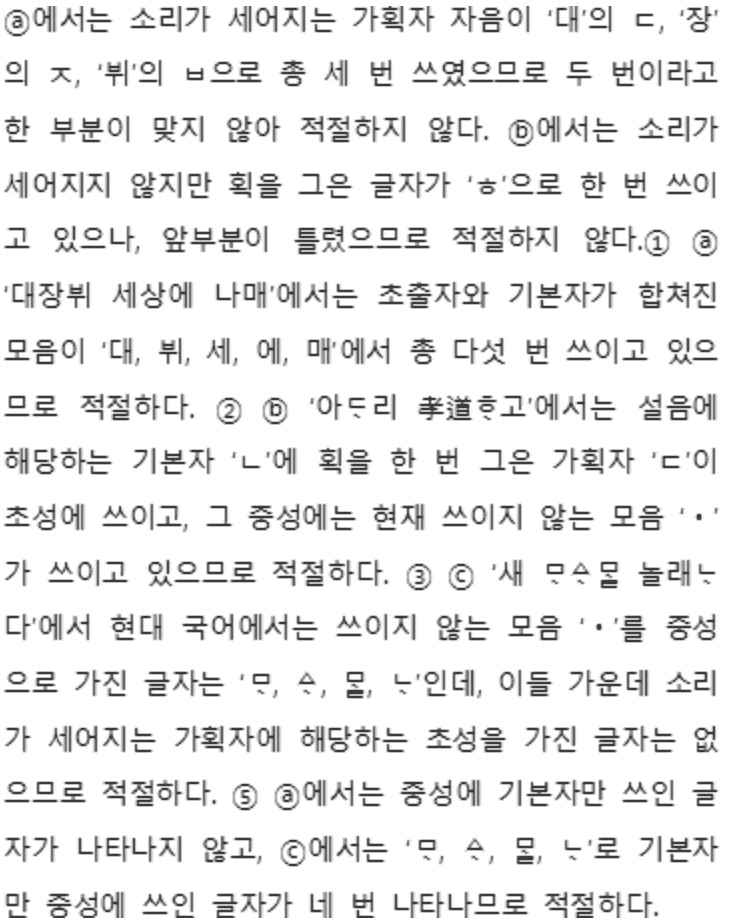 ⓐ에서는 소리가 세어지는 가획자 자음이 '대'의 ㄷ, '장'
의 ㅈ, '뷔'의 ㅂ으로 총 세 번 쓰였으므로 두 번이라고
한 부분이 맞지 않아 적절하지 않다. ⓑ에서는 소리가
세어지지 않지만 획을 그은 글자가 'ㅎ'으로 한 번 쓰이
고 있으나, 앞부분이 틀렸으므로 적절하지 않다.① ⓐ
'대장뷔 세상에 나매'에서는 초출자와 기본자가 합쳐진
모음이 '대, 뷔, 세, 에, 매'에서 총 다섯 번 쓰이고 있으
므로 적절하다. ② ⓑ '아ᄃᆞ리 孝道ᄒᆞ고'에서는 설음에
해당하는 기본자 'ㄴ'에 획을 한 번 그은 가획자 'ㄷ'이
초성에 쓰이고, 그 중성에는 현재 쓰이지 않는 모음 'ㆍ'
가 쓰이고 있으므로 적절하다. ③ ⓒ '새 ᄆᆞᅀᆞᄆᆞᆯ 놀래ᄂᆞ
다'에서 현대 국어에서는 쓰이지 않는 모음 'ㆍ'를 중성
으로 가진 글자는 'ᄆᆞ, ᅀᆞ, ᄆᆞᆯ, ᄂᆞ'인데, 이들 가운데 소리
가 세어지는 가획자에 해당하는 초성을 가진 글자는 없
으므로 적절하다. ⑤ ⓐ에서는 중성에 기본자만 쓰인 글
자가 나타나지 않고, ⓒ에서는 'ᄆᆞ, ᅀᆞ, ᄆᆞᆯ, ᄂᆞ'로 기본자
만 중성에 쓰인 글자가 네 번 나타나므로 적절하다.